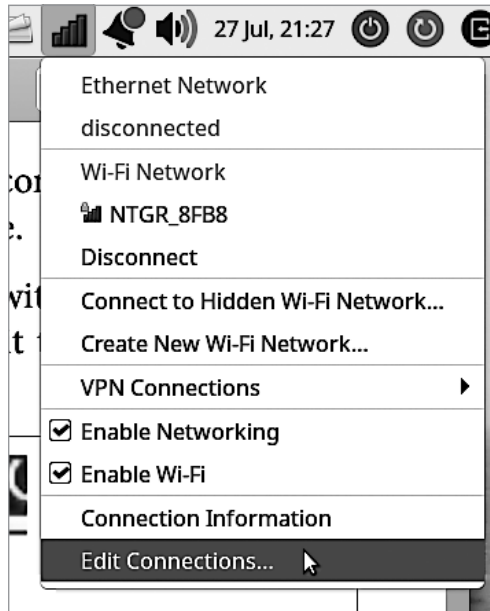 27 Jul, 21:27
Ethernet Network
disconnected
Wi-Fi Network
NTGR_8FB8
Disconnect
Connect to Hidden Wi-Fi Network...
Create New Wi-Fi Network...
VPN Connections
Enable Networking
Enable Wi-Fi
Connection Information
Edit Connections...